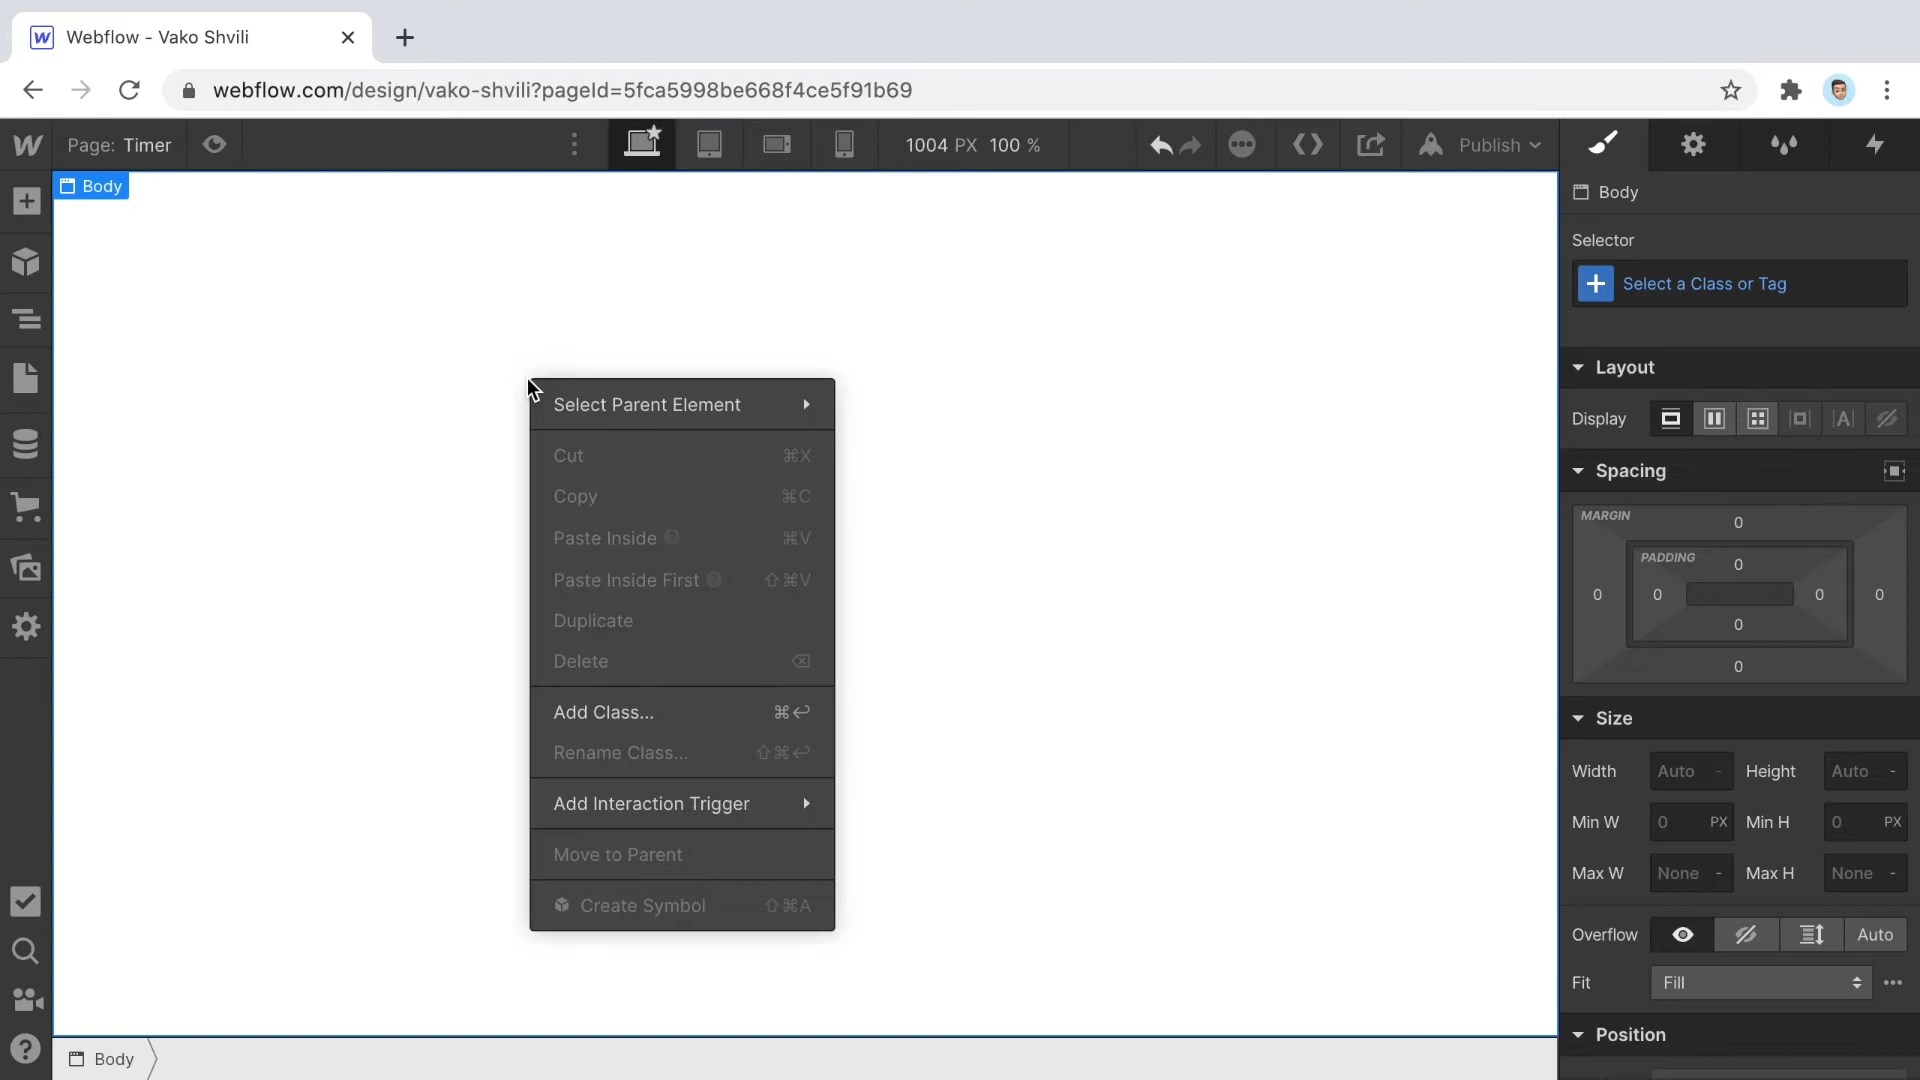 Webflow - Vako Shvili
webflow.com/design/vako-shvili?pageId=5fca5998be668f4ce5f91b69
Page: Timer
1004 PX 100 %
Publish
Body
Body
Selector
Select a Class or Tag
Layout
Display
Spacing
MARGIN
0
PADDING
0
0 0 0 0
0
0
Size
Width Auto - Height Auto -
Min W 0 PX Min H 0 PX
Max W None - Max H None -
Overflow Auto
Fit Fill
Position
Select Parent Element
Cut ⌘X
Copy ⌘C
Paste Inside ? ⌘V
Paste Inside First ? ⇧⌘V
Duplicate
Delete ⌫
Add Class... ⌘↩
Rename Class... ⇧⌘↩
Add Interaction Trigger
Move to Parent
Create Symbol ⇧⌘A
Body